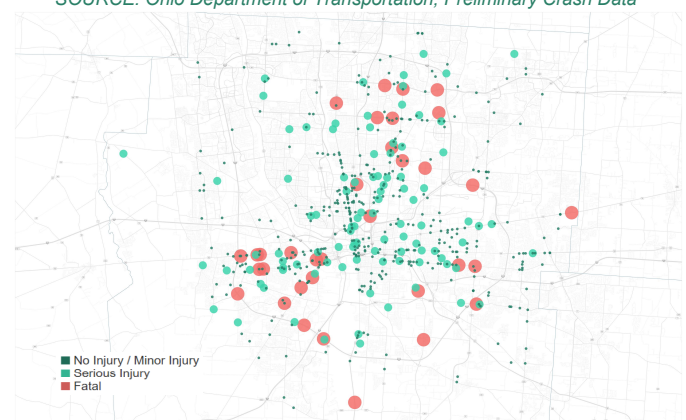 SOURCE: Ohio Department of Transportation, Preliminary Crash Data
No Injury / Minor Injury
Serious Injury
Fatal